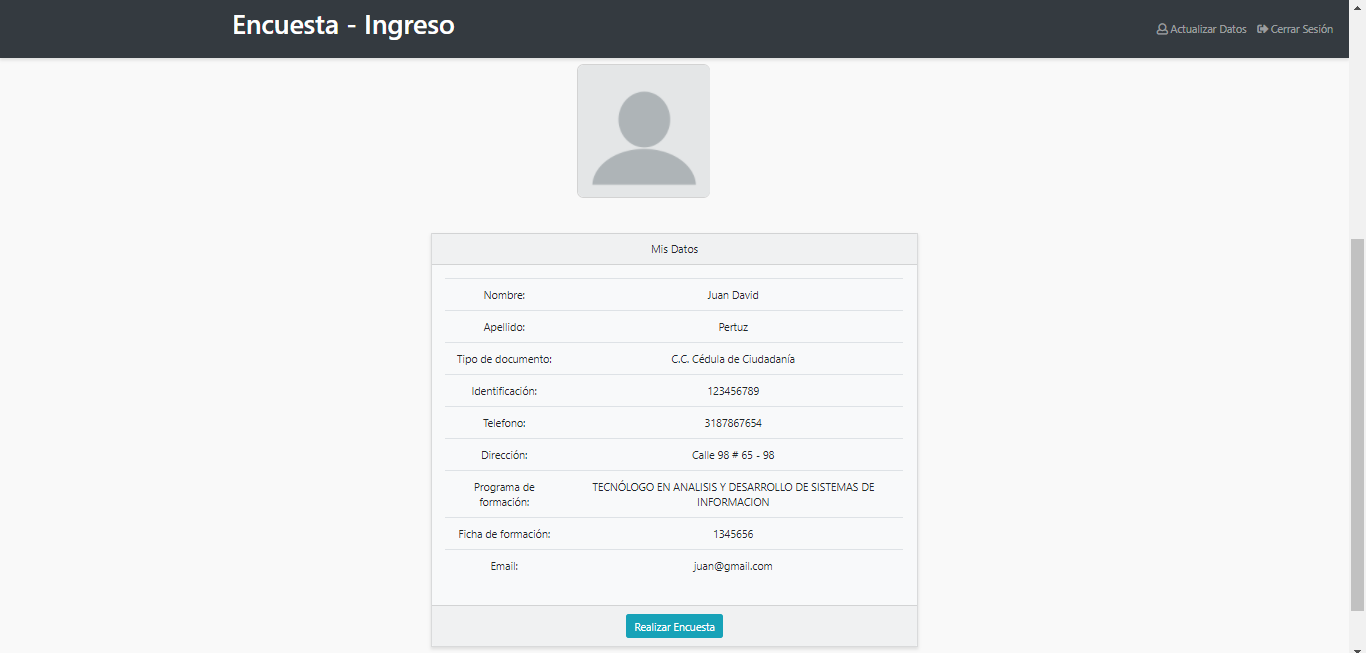 Encuesta - Ingreso
Actualizar Datos Cerrar Sesión
Mis Datos
Nombre: Juan David
Apellido: Pertuz
Tipo de documento: C.C. Cédula de Ciudadanía
Identificación: 123456789
Telefono: 3187867654
Dirección: Calle 98 # 65 - 98
Programa de formación: TECNÓLOGO EN ANALISIS Y DESARROLLO DE SISTEMAS DE
INFORMACION
Ficha de formación: 1345656
Email: juan@gmail.com
Realizar Encuesta